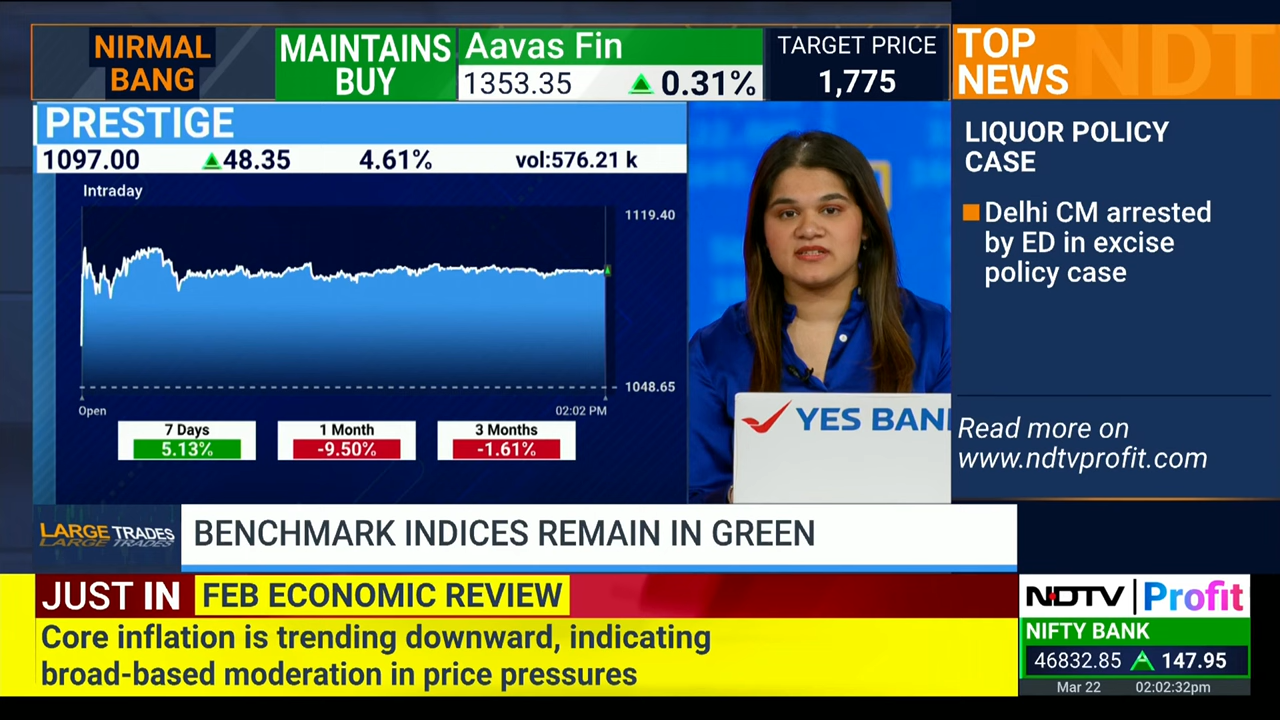 NIRMAL
BANG
MAINTAINS
BUY
Aavas Fin
1353.35 ▲ 0.31%
TARGET PRICE
1,775
TOP
NEWS
NDT
PRESTIGE
1097.00 ▲48.35 4.61% vol:576.21 k
Intraday
1119.40
1048.65
Open 02:02 PM
7 Days
5.13%
1 Month
-9.50%
3 Months
-1.61%
YES BAN
LIQUOR POLICY
CASE
Delhi CM arrested
by ED in excise
policy case
Read more on
www.ndtvprofit.com
LARGE TRADES
BENCHMARK INDICES REMAIN IN GREEN
JUST IN FEB ECONOMIC REVIEW
Core inflation is trending downward, indicating
broad-based moderation in price pressures
NDTV | Profit
NIFTY BANK
46832.85 ▲ 147.95
Mar 22 02:02:32pm